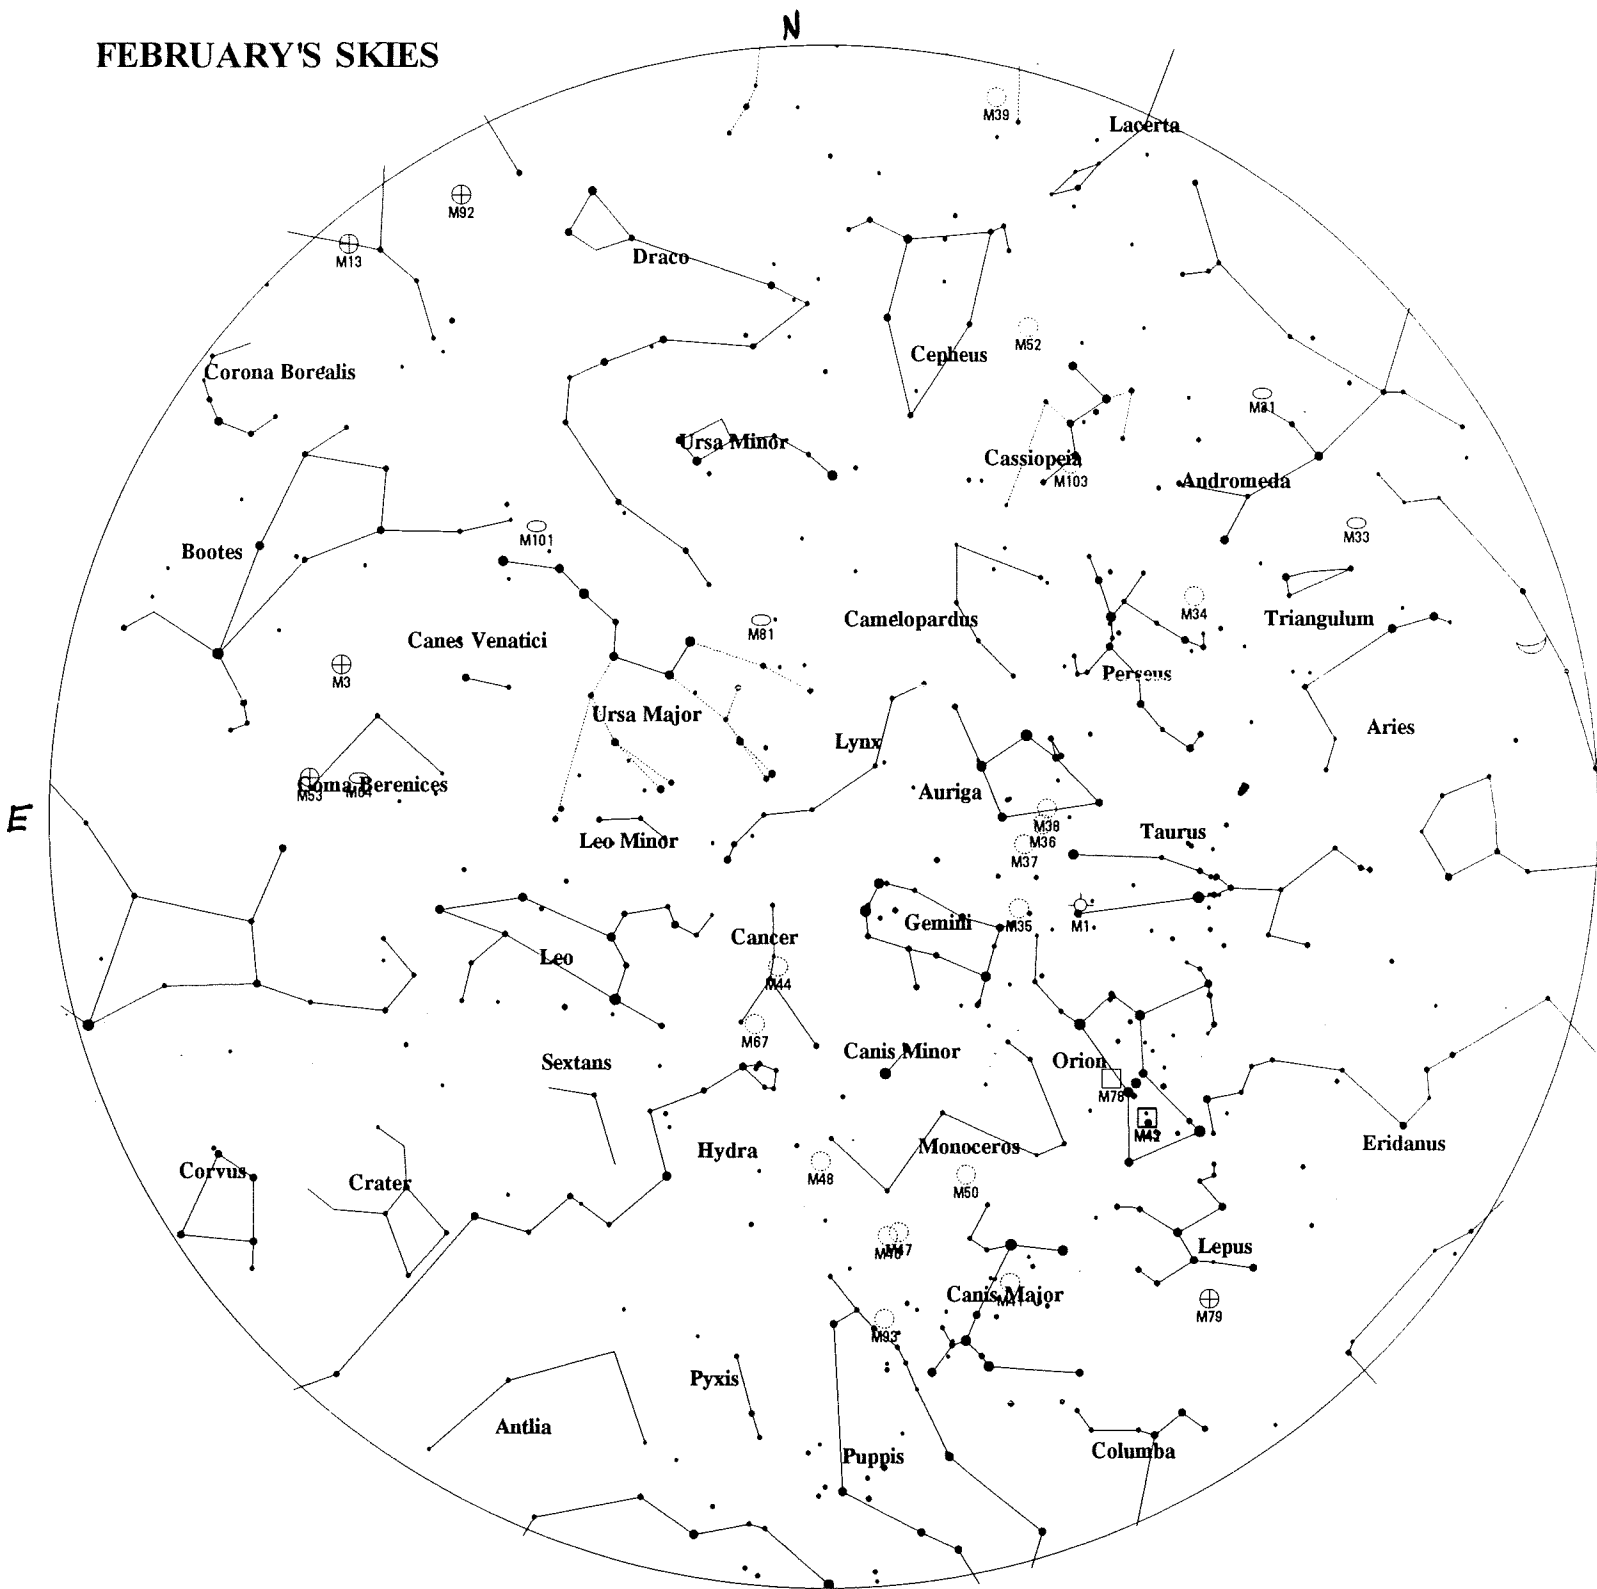 N
FEBRUARY'S SKIES
M39
Lacerta
M92
M13
Draco
M52
Cepheus
Corona Borealis
M31
Ursa Minor
Cassiopeia
M103
Andromeda
M101
M33
Bootes
M81
Camelopardus
M34
Triangulum
Canes Venatici
M3
Perseus
Ursa Major
Lynx
Aries
Coma Berenices
M53
M64
Auriga
E
M38
M36
M37
Taurus
Leo Minor
Gemini
M35
M1
Cancer
Leo
M44
M67
Canis Minor
Orion
Sextans
M78
M42
Hydra
Monoceros
Eridanus
Corvus
Crater
M48
M50
M47
Lepus
Canis Major
M41
M79
M93
Pyxis
Antlia
Puppis
Columba